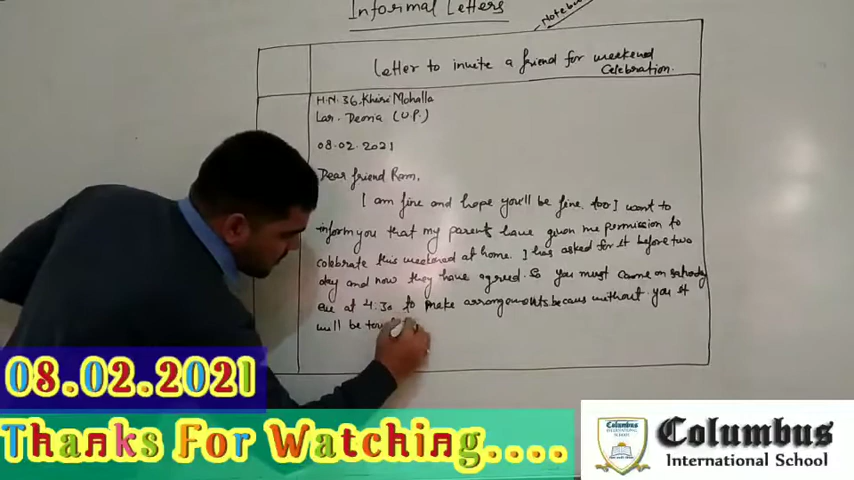 Informal Letters
Notebook
Letter to invite a friend for weekend
Celebration.
H.N. 36. Khiri Mohalla
Lar. Deoria (U.P.)
08.02.2021
Dear friend Ram,
I am fine and hope you'll be fine. too I want to
inform you that my parents have given me permission to
celebrate this weekend at home. I has asked for it before two
day and now they have agreed. So you must come on
eve at 4:30 to make arrangements becaus without you it
will be
08.02.2021
Thanks For Watching....
COLUMBUS
INTERNATIONAL
SCHOOL
Columbus
International School